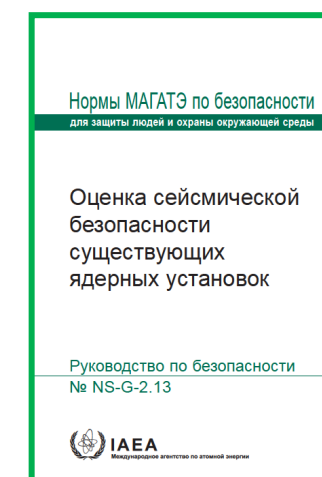 Нормы МАГАТЭ по безопасности
для защиты людей и охраны окружающей среды
Оценка сейсмической
безопасности
существующих
ядерных установок
Руководство по безопасности
№ NS-G-2.13
IAEA
Международное агентство по атомной энергии